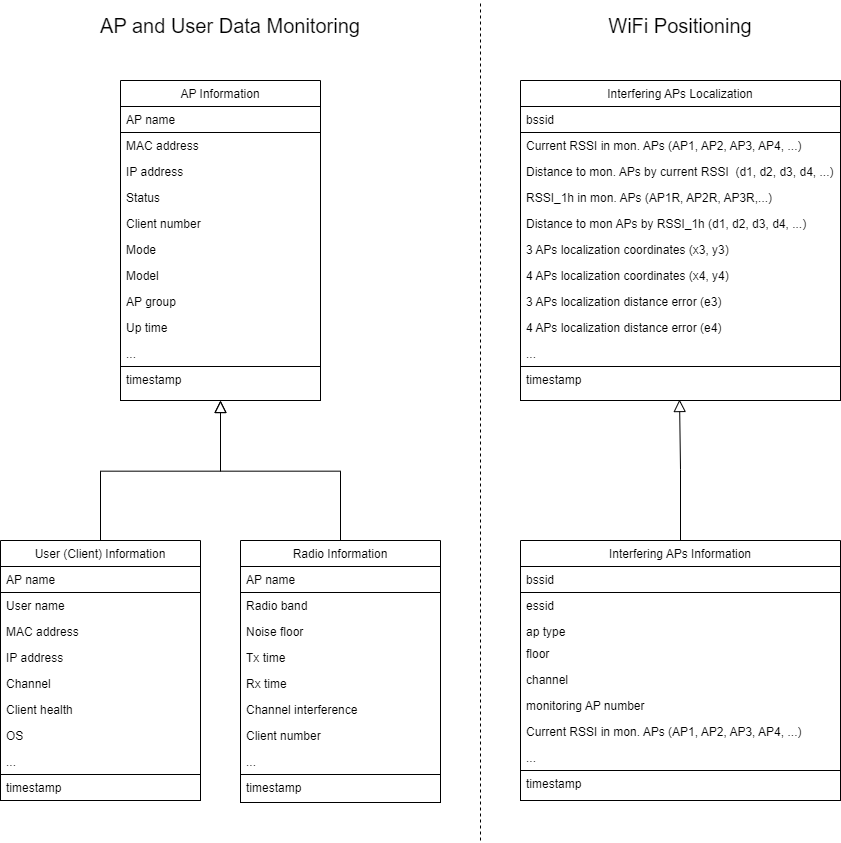 AP and User Data Monitoring
AP Information
AP name
MAC address
IP address
Status
Client number
Mode
Model
AP group
Up time
...
timestamp
User (Client) Information
AP name
User name
MAC address
IP address
Channel
Client health
OS
...
timestamp
Radio Information
AP name
Radio band
Noise floor
Tx time
Rx time
Channel interference
Client number
...
timestamp
WiFi Positioning
Interfering APs Localization
bssid
Current RSSI in mon. APs (AP1, AP2, AP3, AP4, ...)
Distance to mon. APs by current RSSI (d1, d2, d3, d4, ...)
RSSI_1h in mon. APs (AP1R, AP2R, AP3R,...)
Distance to mon APs by RSSI_1h (d1, d2, d3, d4, ...)
3 APs localization coordinates (x3, y3)
4 APs localization coordinates (x4, y4)
3 APs localization distance error (e3)
4 APs localization distance error (e4)
...
timestamp
Interfering APs Information
bssid
essid
ap type
floor
channel
monitoring AP number
Current RSSI in mon. APs (AP1, AP2, AP3, AP4, ...)
...
timestamp